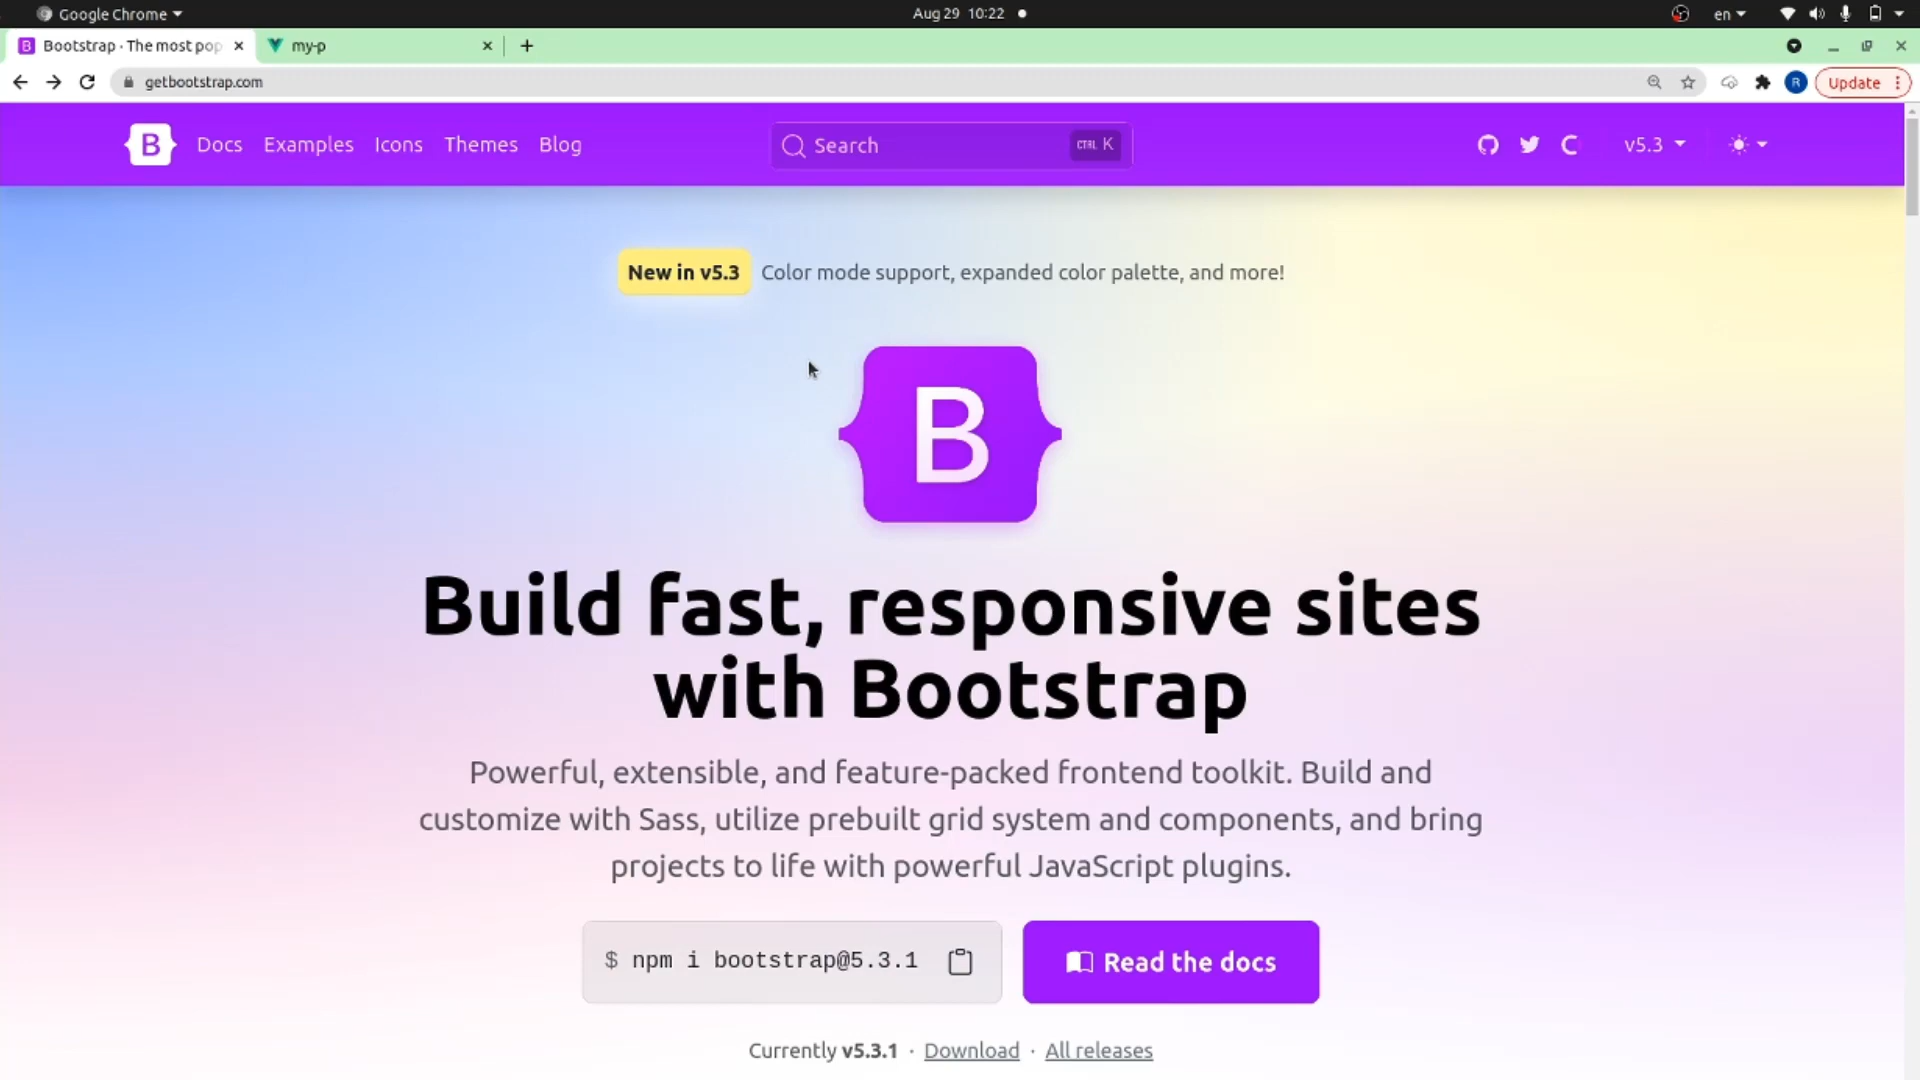 Google Chrome
Aug 29 10:22
en
Bootstrap · The most pop
my-p
getbootstrap.com
R
Update
B
Docs
Examples
Icons
Themes
Blog
Search
CTRL K
v5.3
New in v5.3
Color mode support, expanded color palette, and more!
B
Build fast, responsive sites
with Bootstrap
Powerful, extensible, and feature-packed frontend toolkit. Build and
customize with Sass, utilize prebuilt grid system and components, and bring
projects to life with powerful JavaScript plugins.
$ npm i bootstrap@5.3.1
Read the docs
Currently v5.3.1 · Download · All releases